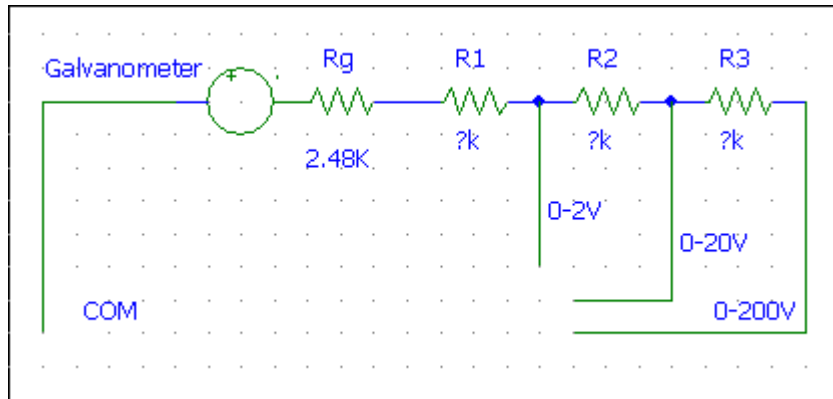 Galvanometer
+
Rg
R1
R2
R3
2.48K
?k
?k
?k
0-2V
0-20V
COM
0-200V